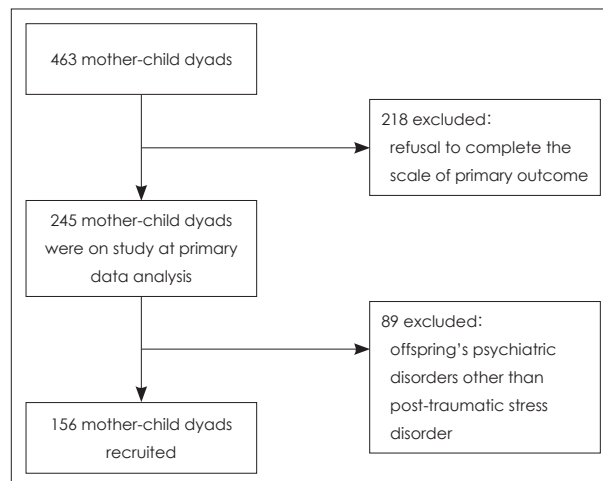 463 mother-child dyads
218 excluded:
refusal to complete the
scale of primary outcome
245 mother-child dyads
were on study at primary
data analysis
89 excluded:
offspring’s psychiatric
disorders other than
post-traumatic stress
disorder
156 mother-child dyads
recruited